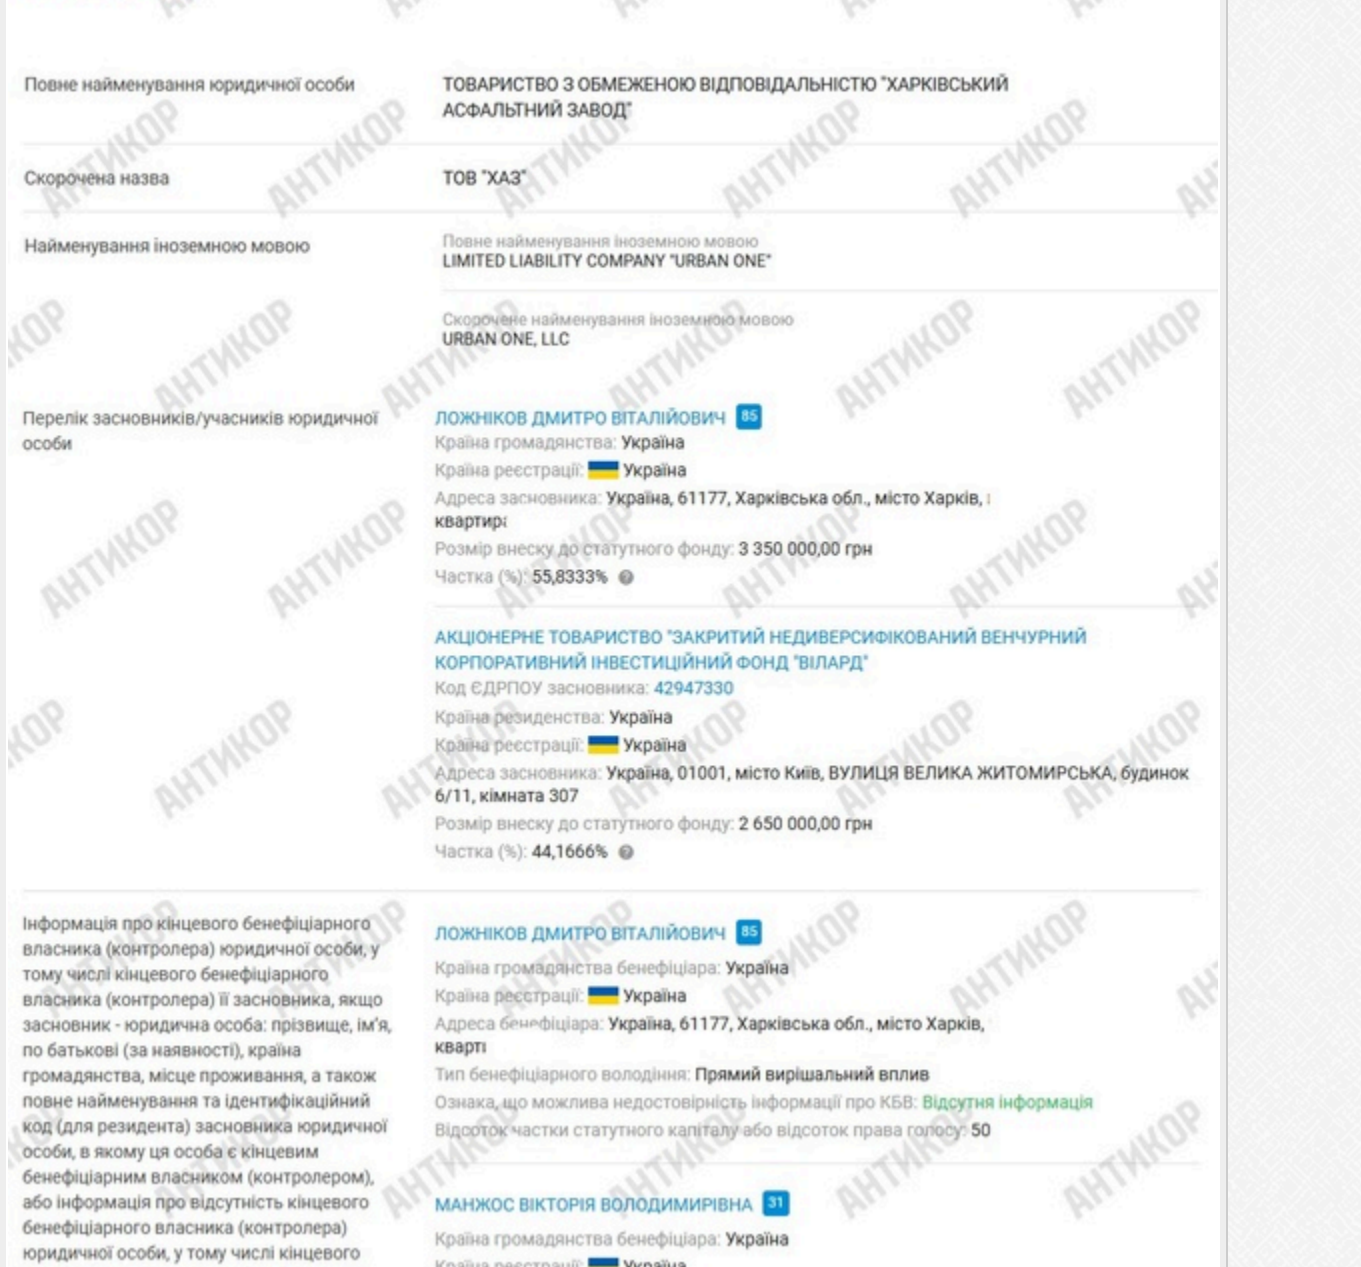 Повне найменування юридичної особи
ТОВАРИСТВО З ОБМЕЖЕНОЮ ВІДПОВІДАЛЬНІСТЮ "ХАРКІВСЬКИЙ
АСФАЛЬТНИЙ ЗАВОД"
Скорочена назва
ТОВ "ХАЗ"
Найменування іноземною мовою
Повне найменування іноземною мовою
LIMITED LIABILITY COMPANY "URBAN ONE"
Скорочене найменування іноземною мовою
URBAN ONE, LLC
Перелік засновників/учасників юридичної
особи
ЛОЖНІКОВ ДМИТРО ВІТАЛІЙОВИЧ 85
Країна громадянства: Україна
Країна реєстрації: Україна
Адреса засновника: Україна, 61177, Харківська обл., місто Харків,
квартира
Розмір внеску до статутного фонду: 3 350 000,00 грн
Частка (%): 55,8333%
АКЦІОНЕРНЕ ТОВАРИСТВО "ЗАКРИТИЙ НЕДИВЕРСИФІКОВАНИЙ ВЕНЧУРНИЙ
КОРПОРАТИВНИЙ ІНВЕСТИЦІЙНИЙ ФОНД "ВІЛАРД"
Код ЄДРПОУ засновника: 42947330
Країна резиденства: Україна
Країна реєстрації: Україна
Адреса засновника: Україна, 01001, місто Київ, ВУЛИЦЯ ВЕЛИКА ЖИТОМИРСЬКА, будинок
6/11, кімната 307
Розмір внеску до статутного фонду: 2 650 000,00 грн
Частка (%): 44,1666%
Інформація про кінцевого бенефіціарного
власника (контролера) юридичної особи, у
тому числі кінцевого бенефіціарного
власника (контролера) її засновника, якщо
засновник - юридична особа: прізвище, ім'я,
по батькові (за наявності), країна
громадянства, місце проживання, а також
повне найменування та ідентифікаційний
код (для резидента) засновника юридичної
особи, в якому ця особа є кінцевим
бенефіціарним власником (контролером),
або інформація про відсутність кінцевого
бенефіціарного власника (контролера)
юридичної особи, у тому числі кінцевого
ЛОЖНІКОВ ДМИТРО ВІТАЛІЙОВИЧ 85
Країна громадянства бенефіціара: Україна
Країна реєстрації: Україна
Адреса бенефіціара: Україна, 61177, Харківська обл., місто Харків,
кварти
Тип бенефіціарного володіння: Прямий вирішальний вплив
Ознака, що можлива недостовірність інформації про КБВ: Відсутня інформація
Відсоток частки статутного капіталу або відсоток права голосу: 50
МАНЖОС ВІКТОРІЯ ВОЛОДИМИРІВНА 31
Країна громадянства бенефіціара: Україна
Країна реєстрації: Україна
АНТИКОР